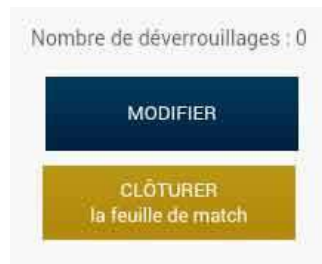 Nombre de déverrouillages : 0
MODIFIER
CLÔTURER
la feuille de match